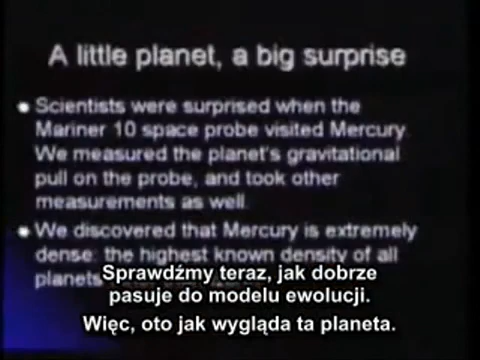 A little planet, a big surprise
Scientists were surprised when the
Mariner 10 space probe visited Mercury.
We measured the planet's gravitational
pull on the probe, and took other
measurements as well.
We discovered that Mercury is extremely
dense: the highest known density of all
planets
Sprawdźmy teraz, jak dobrze
pasuje do modelu ewolucji.
Więc, oto jak wygląda ta planeta.